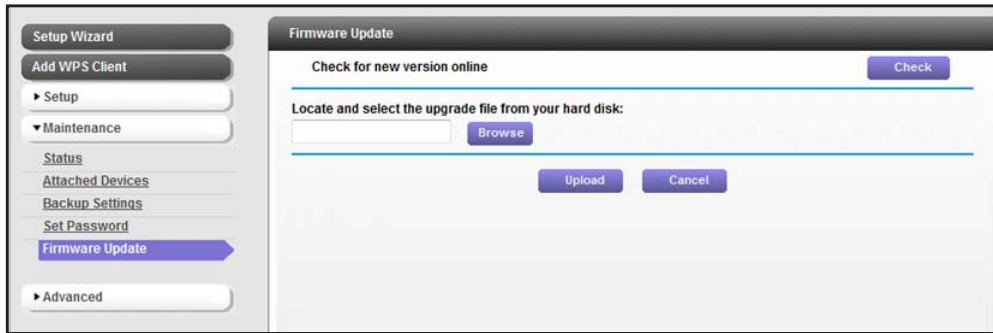 Setup Wizard
Add WPS Client
Setup
Maintenance
Status
Attached Devices
Backup Settings
Set Password
Firmware Update
Advanced
Firmware Update
Check for new version online
Check
Locate and select the upgrade file from your hard disk:
Browse
Upload Cancel